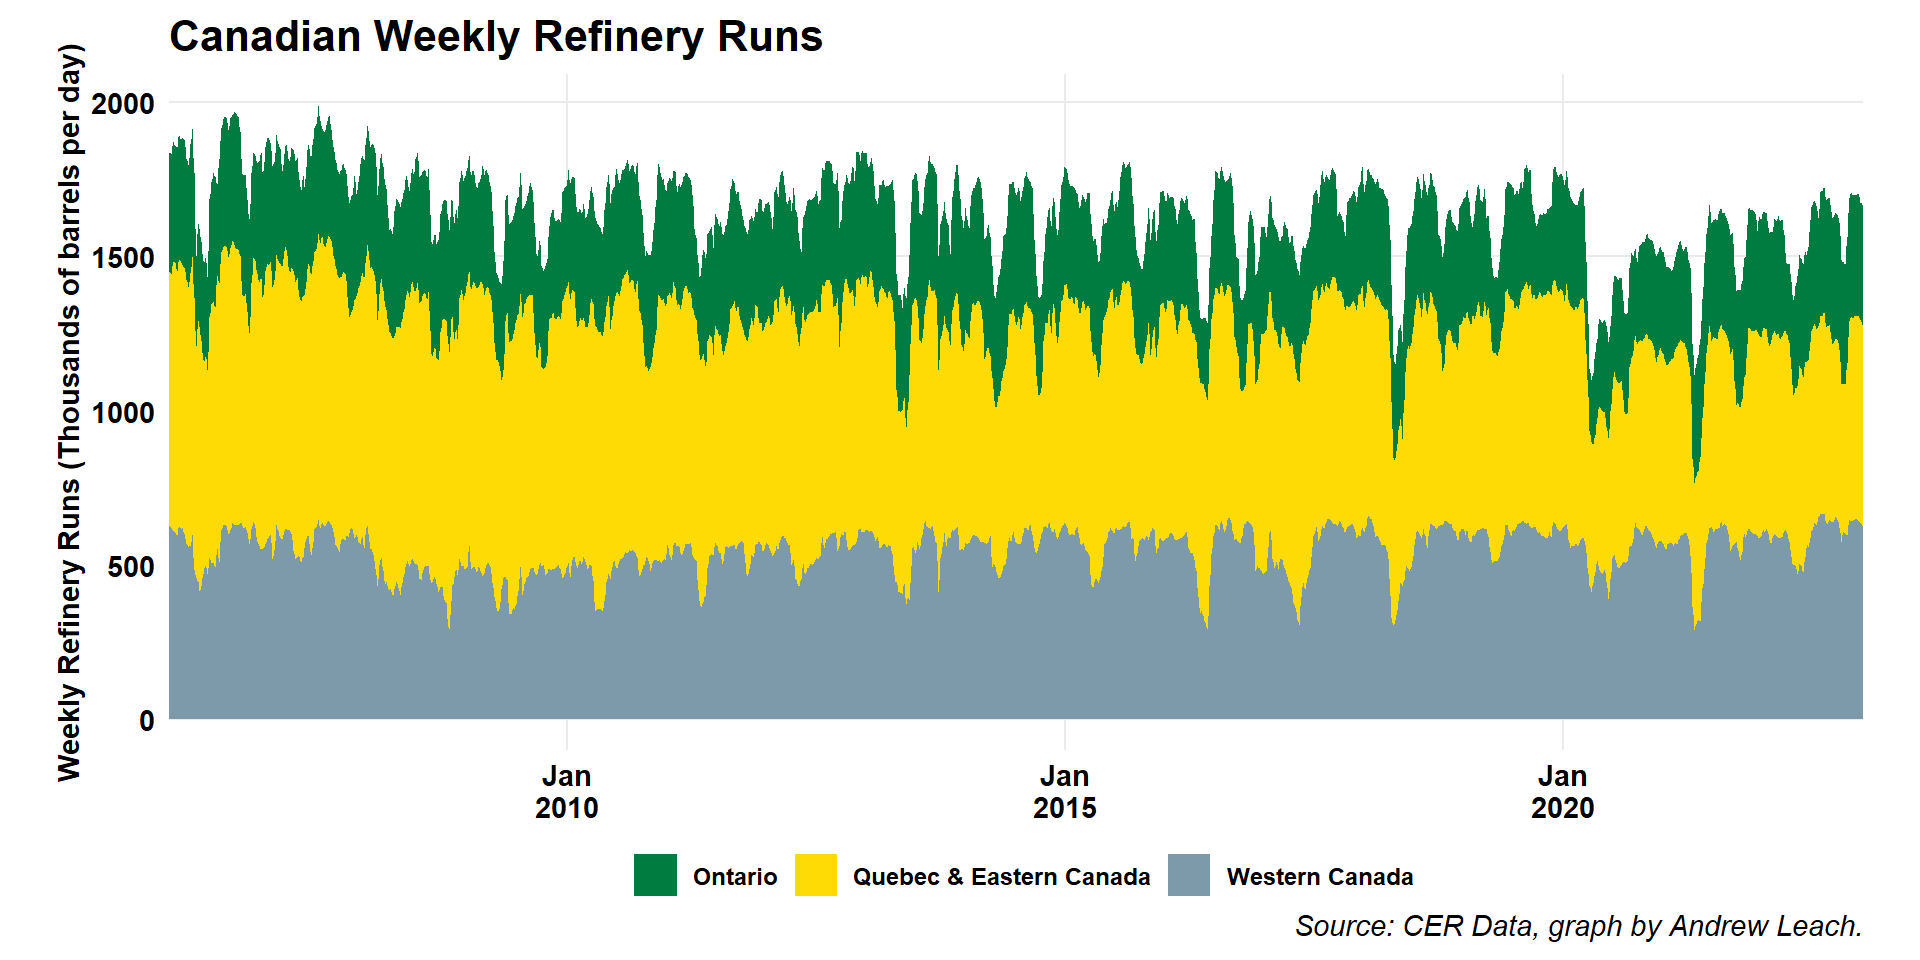 Canadian Weekly Refinery Runs
Weekly Refinery Runs (Thousands of barrels per day)
2000
1500
1000
500
0
Jan
2010
Jan
2015
Jan
2020
Ontario
Quebec & Eastern Canada
Western Canada
Source: CER Data, graph by Andrew Leach.